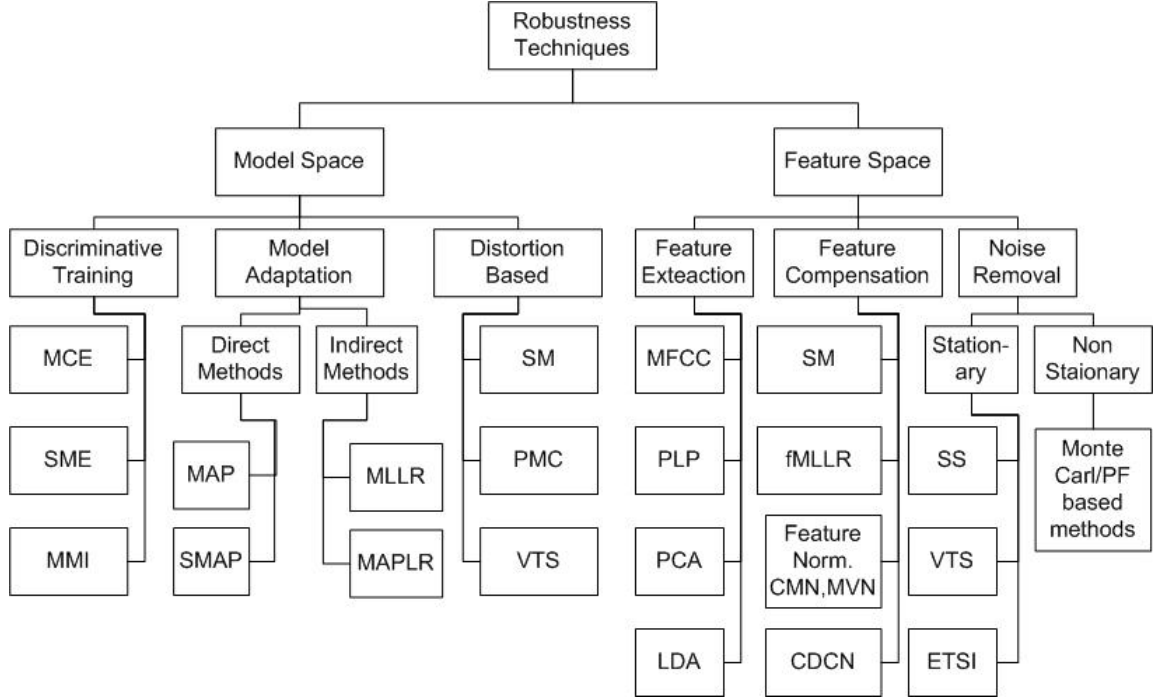 Robustness
Techniques
Model Space
Feature Space
Discriminative
Training
Model
Adaptation
Distortion
Based
Feature
Exteaction
Feature
Compensation
Noise
Removal
MCE
SME
MMI
Direct
Methods
Indirect
Methods
MAP
SMAP
MLLR
MAPLR
SM
PMC
VTS
MFCC
PLP
PCA
LDA
SM
fMLLR
Feature
Norm.
CMN,MVN
CDCN
Station-
ary
Non
Staionary
SS
VTS
ETSI
Monte
Carl/PF
based
methods